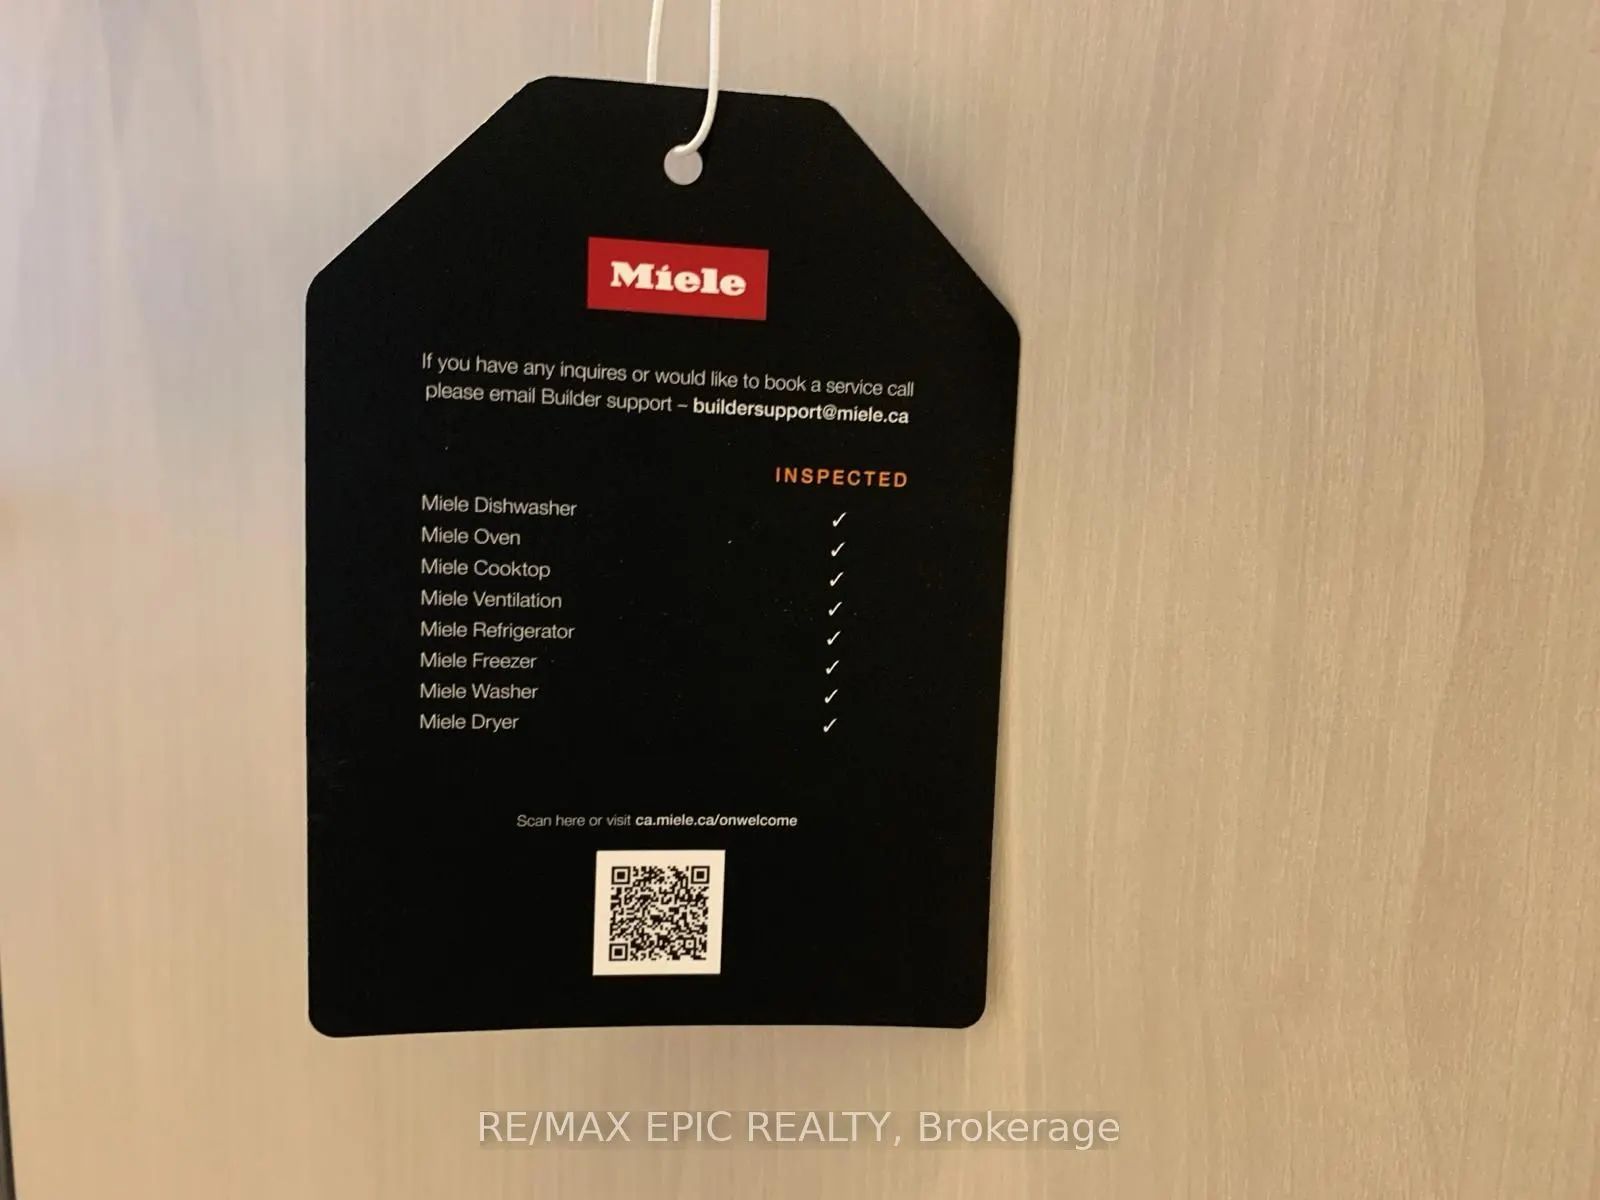 Miele
If you have any inquires or would like to book a service call
please email Builder support – buildersupport@miele.ca
INSPECTED
Miele Dishwasher ✓
Miele Oven ✓
Miele Cooktop ✓
Miele Ventilation ✓
Miele Refrigerator ✓
Miele Freezer ✓
Miele Washer ✓
Miele Dryer ✓
Scan here or visit ca.miele.ca/onwelcome
RE/MAX EPIC REALTY, Brokerage